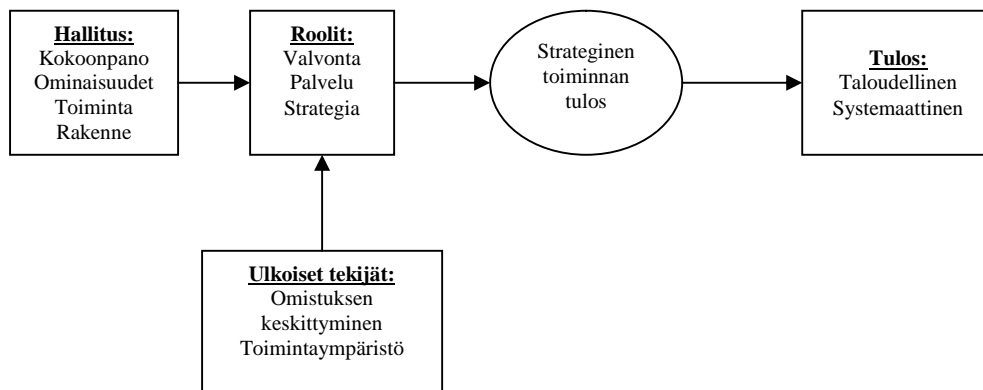 Hallitus:
Kokoonpano
Ominaisuudet
Toiminta
Rakenne
Roolit:
Valvonta
Palvelu
Strategia
Strateginen
toiminnan
tulos
Tulos:
Taloudellinen
Systemaattinen
Ulkoiset tekijät:
Omistuksen
keskittyminen
Toimintaympäristö